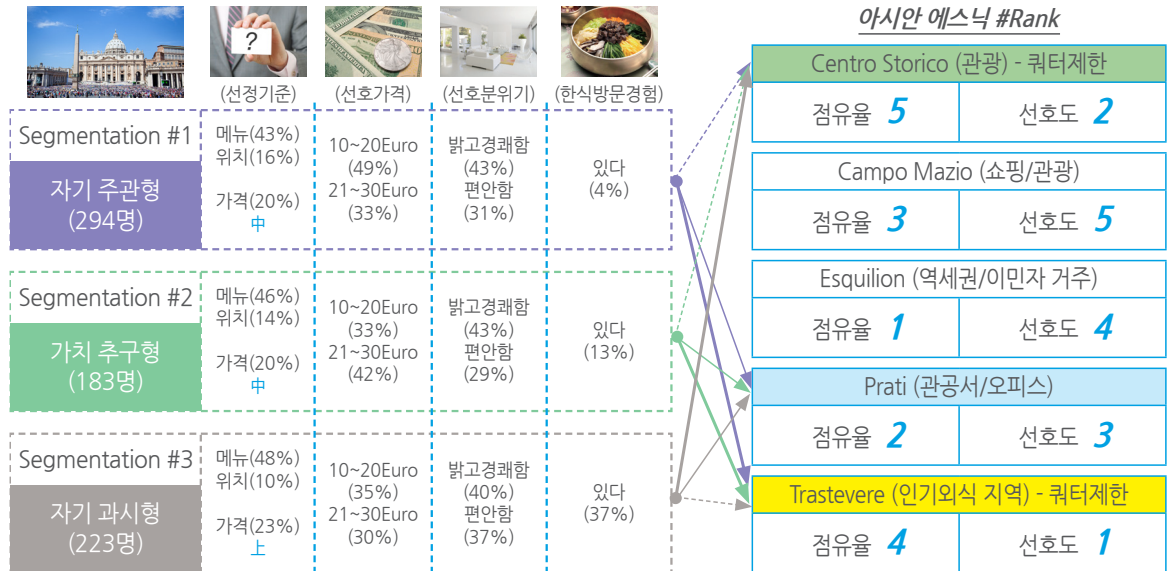 아시안 에스닉 #Rank
?
(선정기준)
(선호가격)
(선호분위기)
(한식방문경험)
Segmentation #1
자기 주관형
(294명)
메뉴(43%)
위치(16%)
가격(20%)
中
10~20Euro
(49%)
21~30Euro
(33%)
밝고경쾌함
(43%)
편안함
(31%)
있다
(4%)
Segmentation #2
가치 추구형
(183명)
메뉴(46%)
위치(14%)
가격(20%)
中
10~20Euro
(33%)
21~30Euro
(42%)
밝고경쾌함
(43%)
편안함
(29%)
있다
(13%)
Segmentation #3
자기 과시형
(223명)
메뉴(48%)
위치(10%)
가격(23%)
上
10~20Euro
(35%)
21~30Euro
(30%)
밝고경쾌함
(40%)
편안함
(37%)
있다
(37%)
Centro Storico (관광) - 쿼터제한
점유율 5 선호도 2
Campo Mazio (쇼핑/관광)
점유율 3 선호도 5
Esquilion (역세권/이민자 거주)
점유율 1 선호도 4
Prati (관공서/오피스)
점유율 2 선호도 3
Trastevere (인기외식 지역) - 쿼터제한
점유율 4 선호도 1